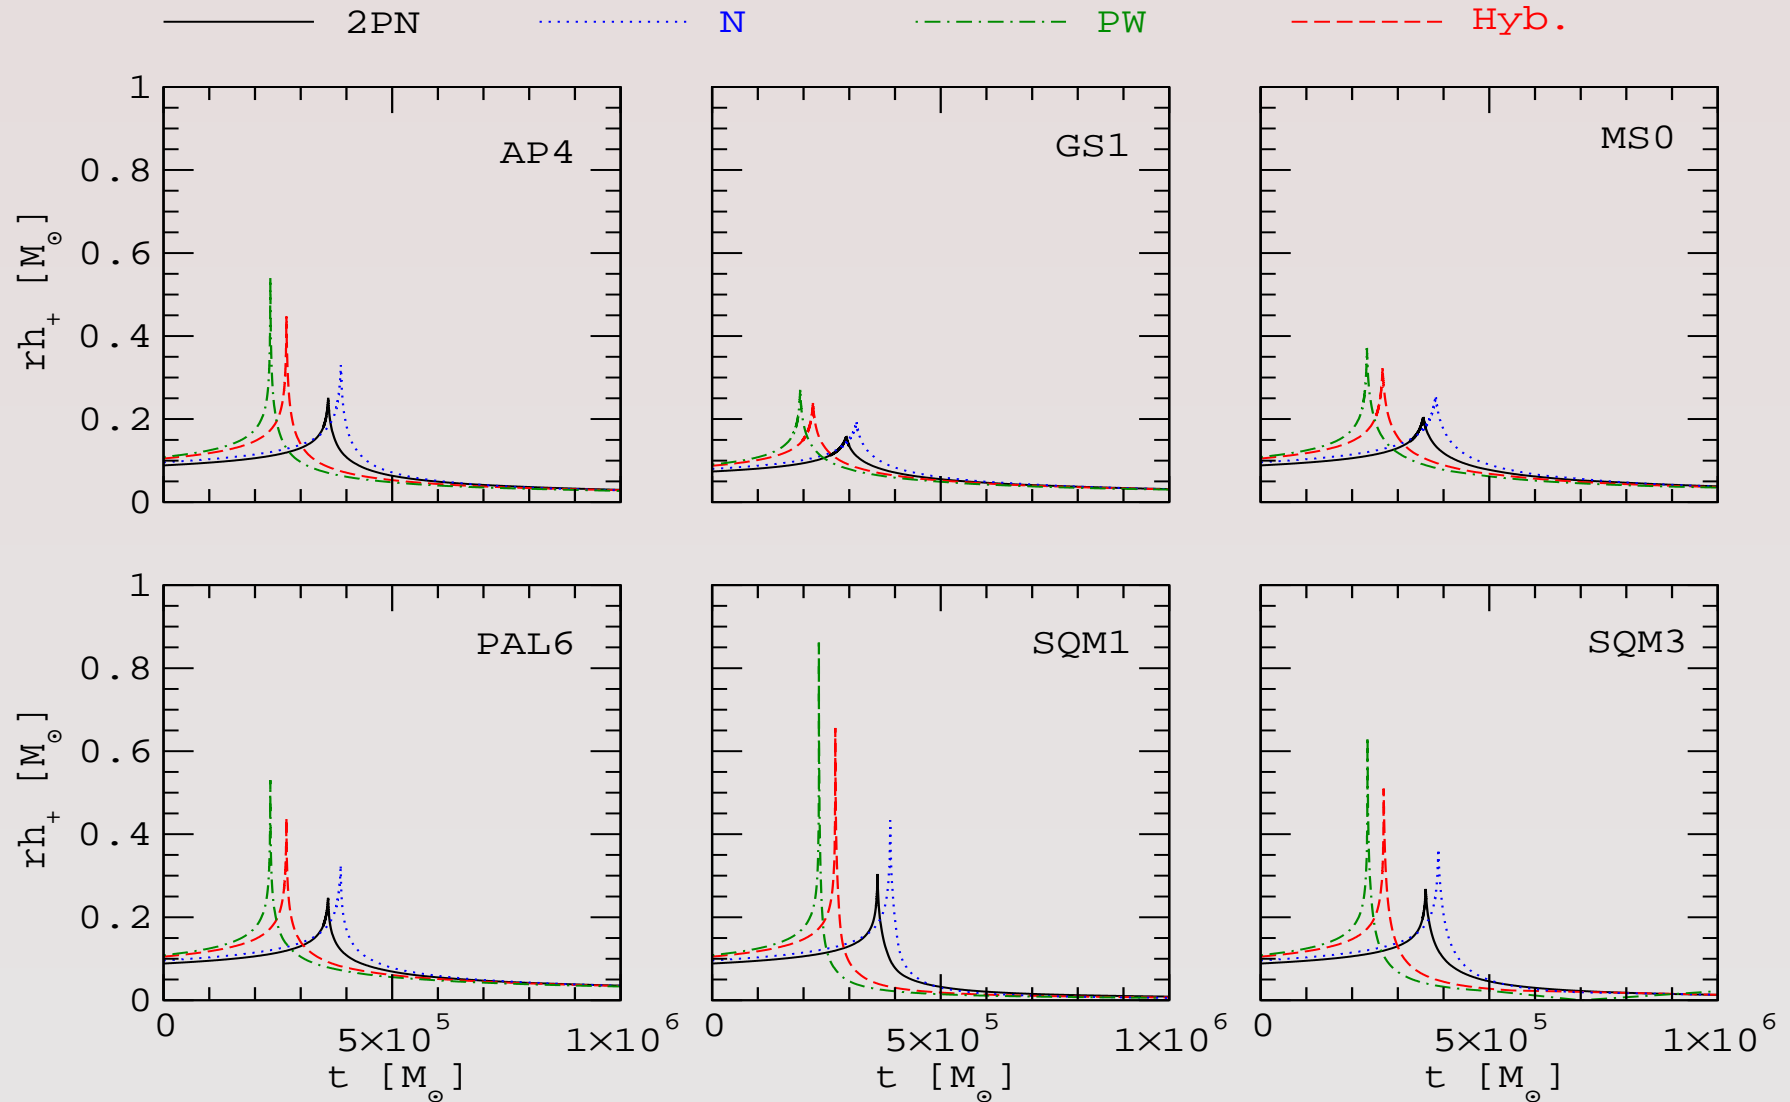 2PN N PW Hyb.
AP4 GS1 MS0
rh₊ [M☉]
1
0.8
0.6
0.4
0.2
0
PAL6 SQM1 SQM3
rh₊ [M☉]
1
0.8
0.6
0.4
0.2
0
0 5×10⁵ 1×10⁶ 0 5×10⁵ 1×10⁶ 0 5×10⁵ 1×10⁶
t [M☉] t [M☉] t [M☉]